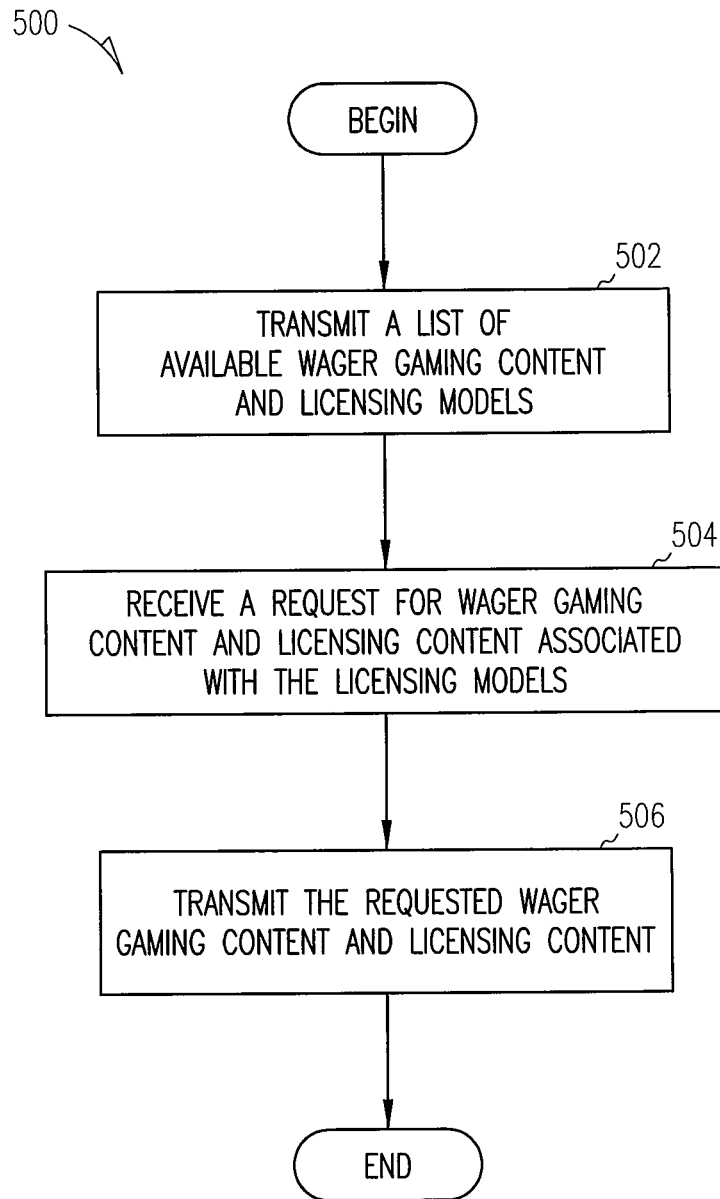 500
BEGIN
502
TRANSMIT A LIST OF
AVAILABLE WAGER GAMING CONTENT
AND LICENSING MODELS
504
RECEIVE A REQUEST FOR WAGER GAMING
CONTENT AND LICENSING CONTENT ASSOCIATED
WITH THE LICENSING MODELS
506
TRANSMIT THE REQUESTED WAGER
GAMING CONTENT AND LICENSING CONTENT
END